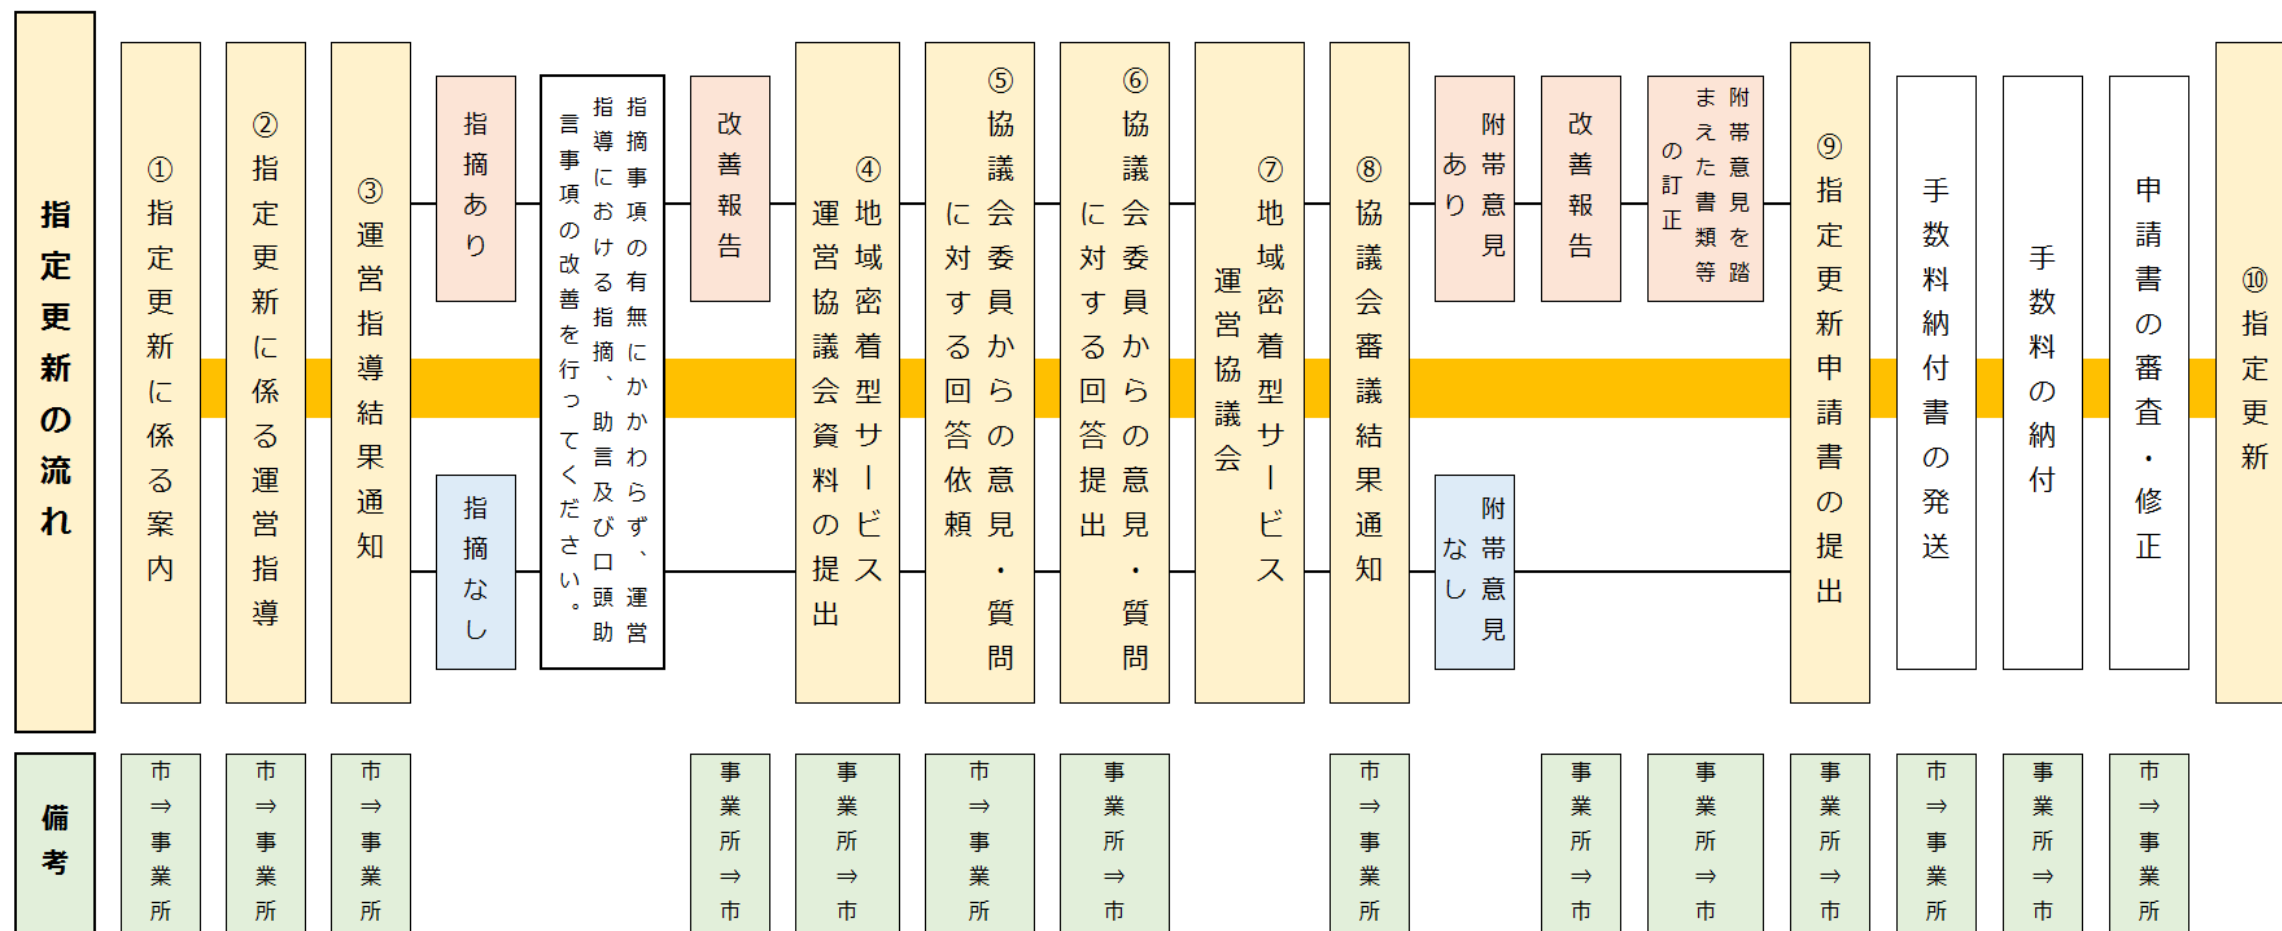 指定更新の流れ
①指定更新に係る案内
②指定更新に係る運営指導
③運営指導結果通知
指摘あり
指摘なし
指摘事項の有無にかかわらず、運営
指導における指摘、助言及び口頭助
言事項の改善を行ってください。
改善報告
④地域密着型サービス
運営協議会資料の提出
⑤協議会委員からの意見・質問
に対する回答依頼
⑥協議会委員からの意見・質問
に対する回答提出
⑦地域密着型サービス
運営協議会
⑧協議会審議結果通知
附帯意見
あり
附帯意見
なし
改善報告
附帯意見を踏
まえた書類等
の訂正
⑨指定更新申請書の提出
手数料納付書の発送
手数料の納付
申請書の審査・修正
⑩指定更新
備考
市⇒事業所
市⇒事業所
市⇒事業所
事業所⇒市
事業所⇒市
市⇒事業所
事業所⇒市
市⇒事業所
事業所⇒市
事業所⇒市
事業所⇒市
市⇒事業所
事業所⇒市
市⇒事業所